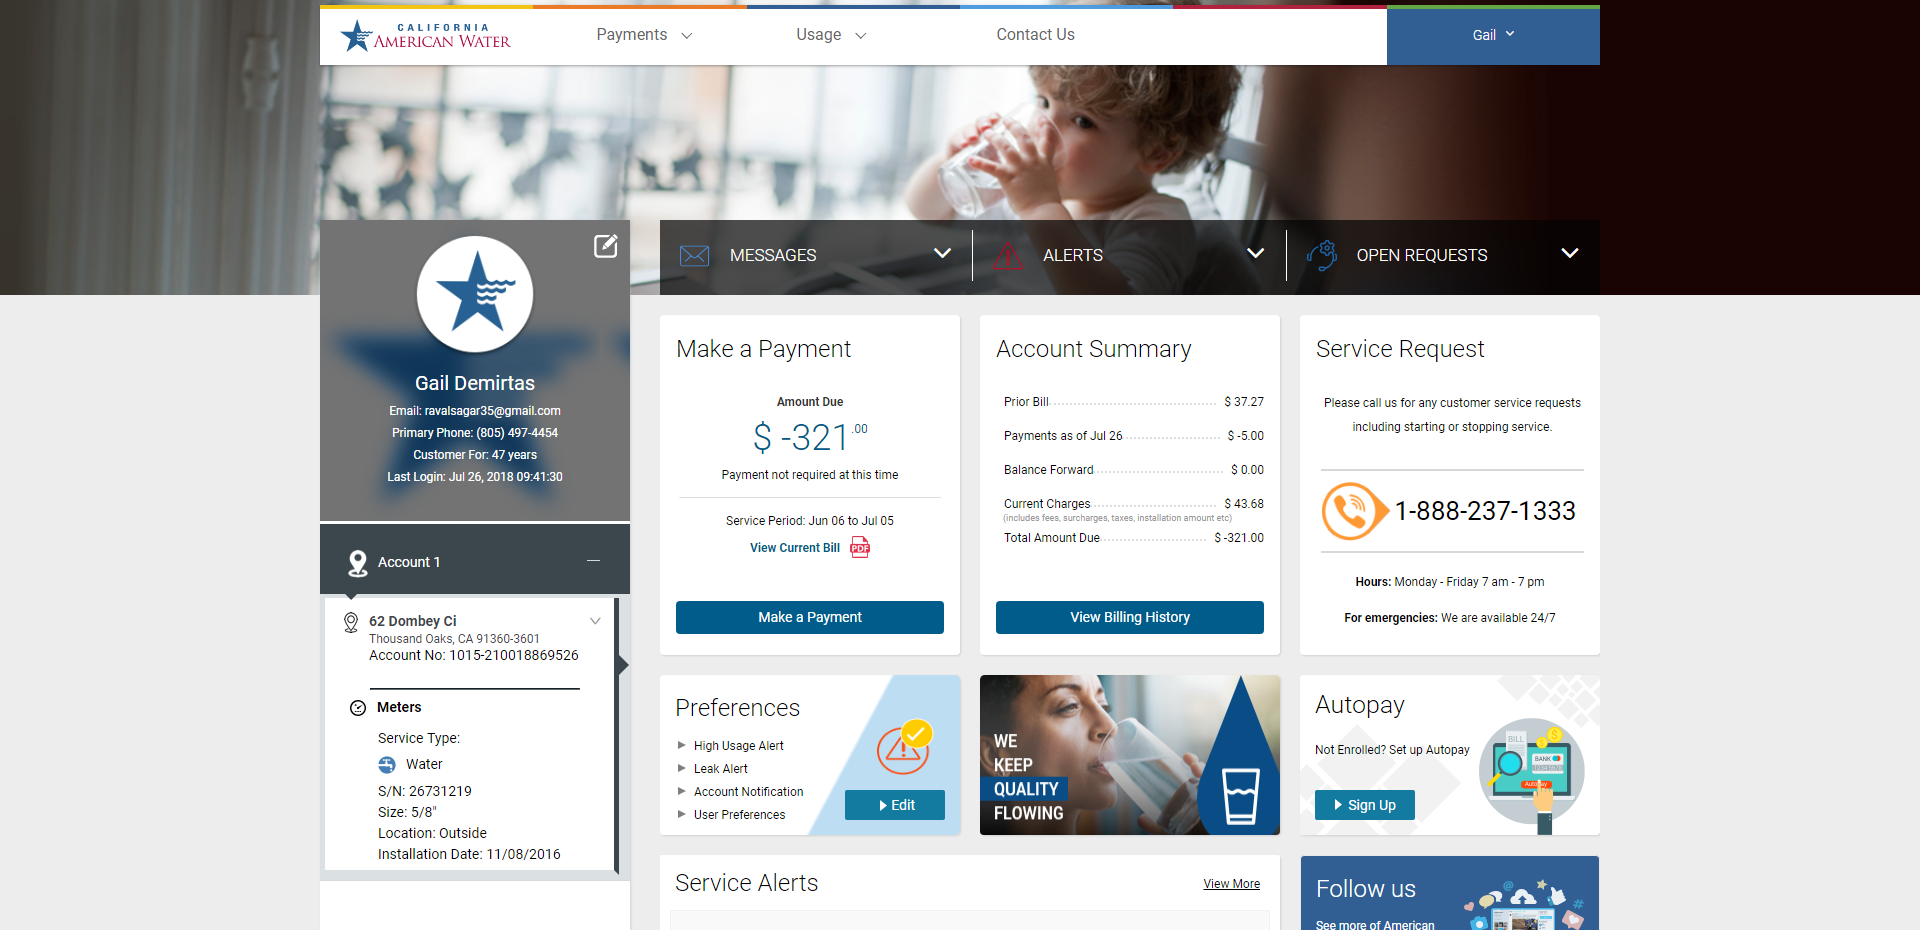 CALIFORNIA
AMERICAN WATER
Payments
Usage
Contact Us
Gail
MESSAGES
ALERTS
OPEN REQUESTS
Gail Demirtas
Email: ravalsagar35@gmail.com
Primary Phone: (805) 497-4454
Customer For: 47 years
Last Login: Jul 26, 2018 09:41:30
Account 1
62 Dombey Ci
Thousand Oaks, CA 91360-3601
Account No: 1015-210018869526
Meters
Service Type:
Water
S/N: 26731219
Size: 5/8"
Location: Outside
Installation Date: 11/08/2016
Make a Payment
Amount Due
$ -321.00
Payment not required at this time
Service Period: Jun 06 to Jul 05
View Current Bill PDF
Make a Payment
Account Summary
Prior Bill $ 37.27
Payments as of Jul 26 $ -5.00
Balance Forward $ 0.00
Current Charges $ 43.68
(includes fees, surcharges, taxes, installation amount etc)
Total Amount Due $ -321.00
View Billing History
Service Request
Please call us for any customer service requests
including starting or stopping service.
1-888-237-1333
Hours: Monday - Friday 7 am - 7 pm
For emergencies: We are available 24/7
Preferences
High Usage Alert
Leak Alert
Account Notification
User Preferences
Edit
WE
KEEP
QUALITY
FLOWING
Autopay
Not Enrolled? Set up Autopay
Sign Up
BILL
BANK
Autopay
Service Alerts
View More
Follow us
See more of American